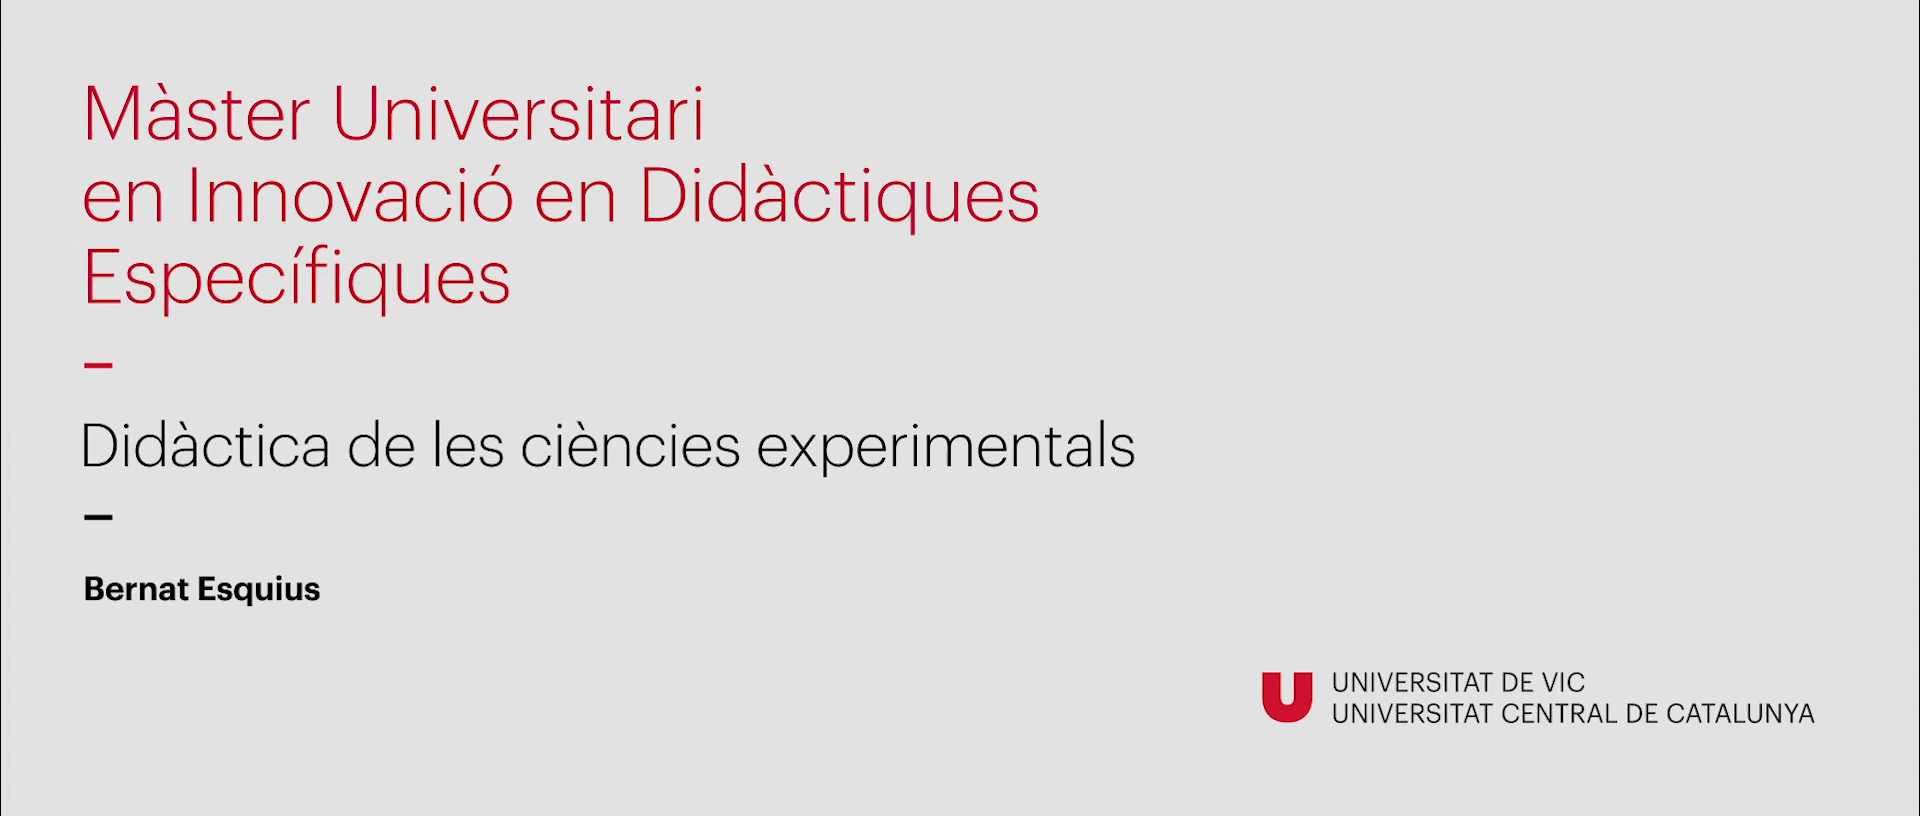 Màster Universitari
en Innovació en Didàctiques
Específiques
–
Didàctica de les ciències experimentals
–
Bernat Esquius
U UNIVERSITAT DE VIC
UNIVERSITAT CENTRAL DE CATALUNYA